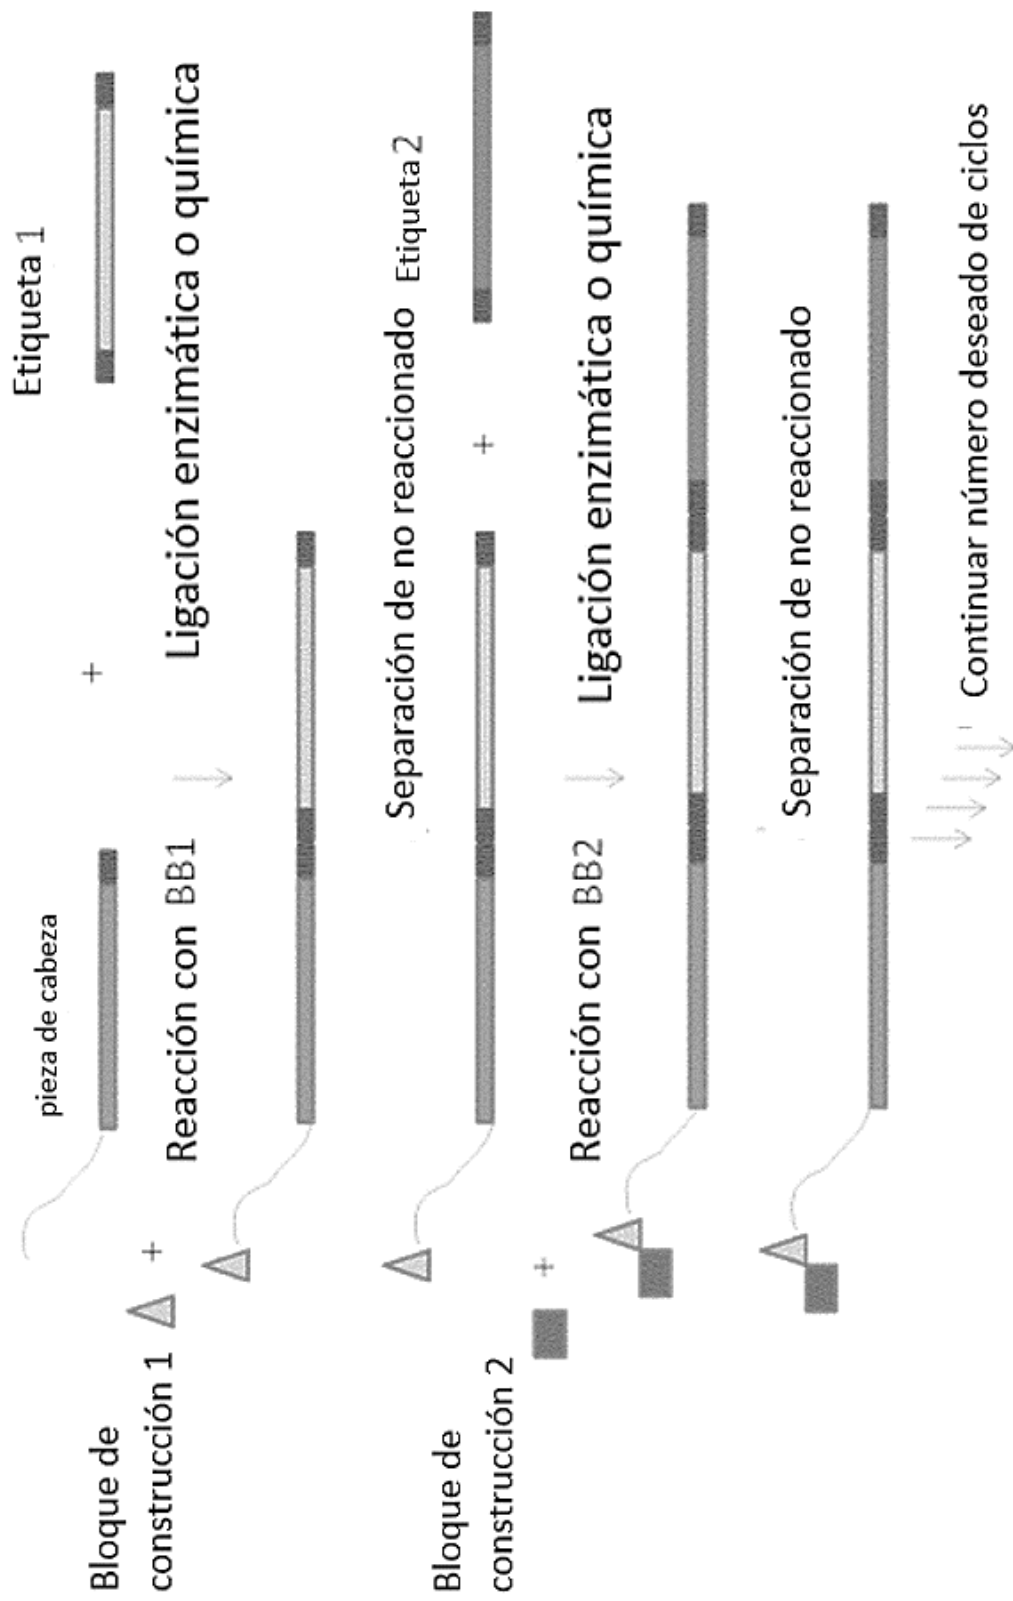 Etiqueta 1
pieza de cabeza
+
Bloque de
construcción 1
+
Reacción con BB1
Ligación enzimática o química
Separación de no reaccionado
Etiqueta 2
+
Bloque de
construcción 2
+
Reacción con BB2
Ligación enzimática o química
Separación de no reaccionado
Continuar número deseado de ciclos